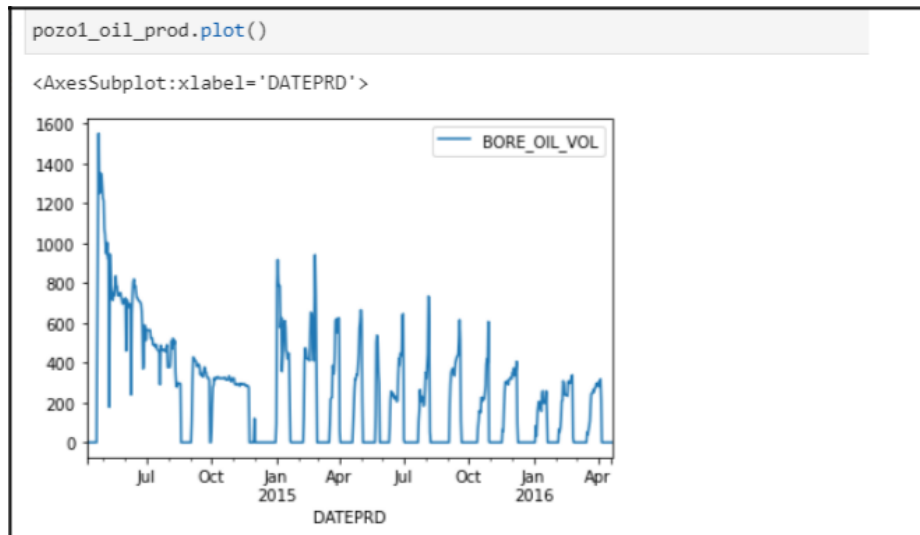 pozo1_oil_prod.plot()
<AxesSubplot:xlabel='DATEPRD'>
1600
1400
1200
1000
800
600
400
200
0
BORE_OIL_VOL
Jul
Oct
Jan
2015
Apr
Jul
Oct
Jan
2016
Apr
DATEPRD